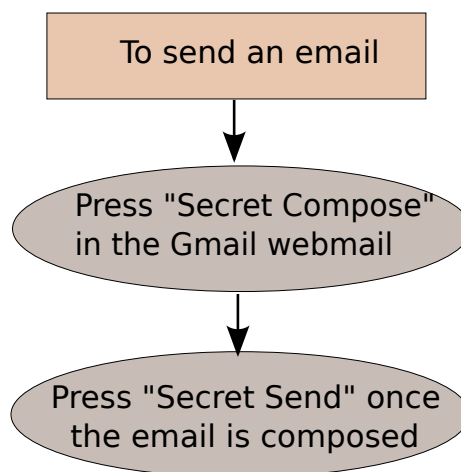 To send an email
Press "Secret Compose"
in the Gmail webmail
Press "Secret Send" once
the email is composed